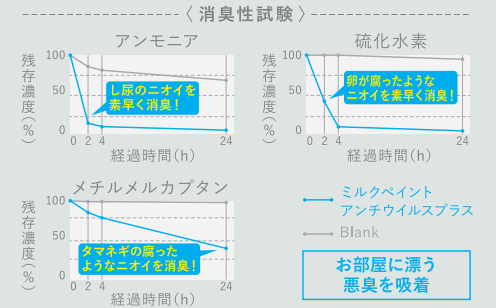 〈 消臭性試験 〉
アンモニア
残存濃度(%)
100
50
0
し尿のニオイを
素早く消臭！
0 2 4 24
経過時間(h)
硫化水素
残存濃度(%)
100
50
0
卵が腐ったような
ニオイを素早く消臭！
0 2 4 24
経過時間(h)
メチルメルカプタン
残存濃度(%)
100
50
0
タマネギの腐った
ようなニオイを消臭！
0 2 4 24
経過時間(h)
ミルクペイント
アンチウイルスプラス
Blank
お部屋に漂う
悪臭を吸着